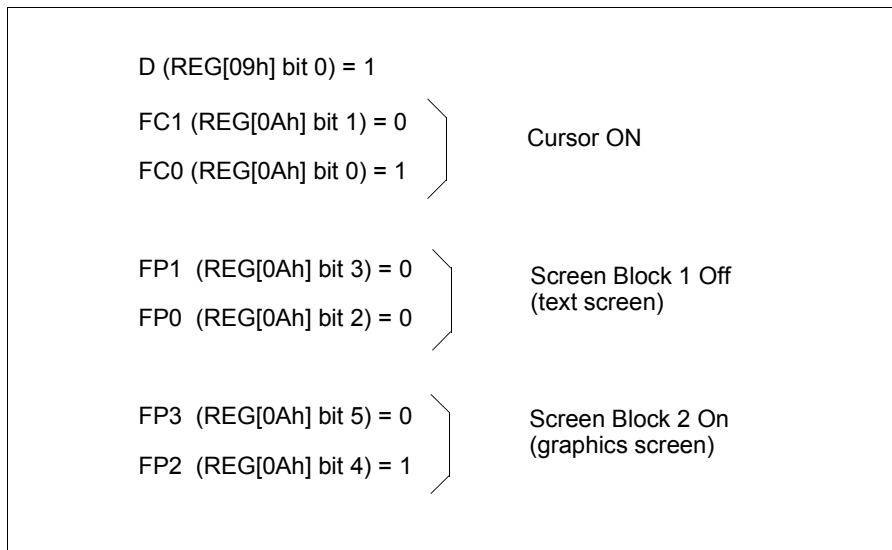 D (REG[09h] bit 0) = 1
FC1 (REG[0Ah] bit 1) = 0
FC0 (REG[0Ah] bit 0) = 1
Cursor ON
FP1 (REG[0Ah] bit 3) = 0
FP0 (REG[0Ah] bit 2) = 0
Screen Block 1 Off
(text screen)
FP3 (REG[0Ah] bit 5) = 0
FP2 (REG[0Ah] bit 4) = 1
Screen Block 2 On
(graphics screen)